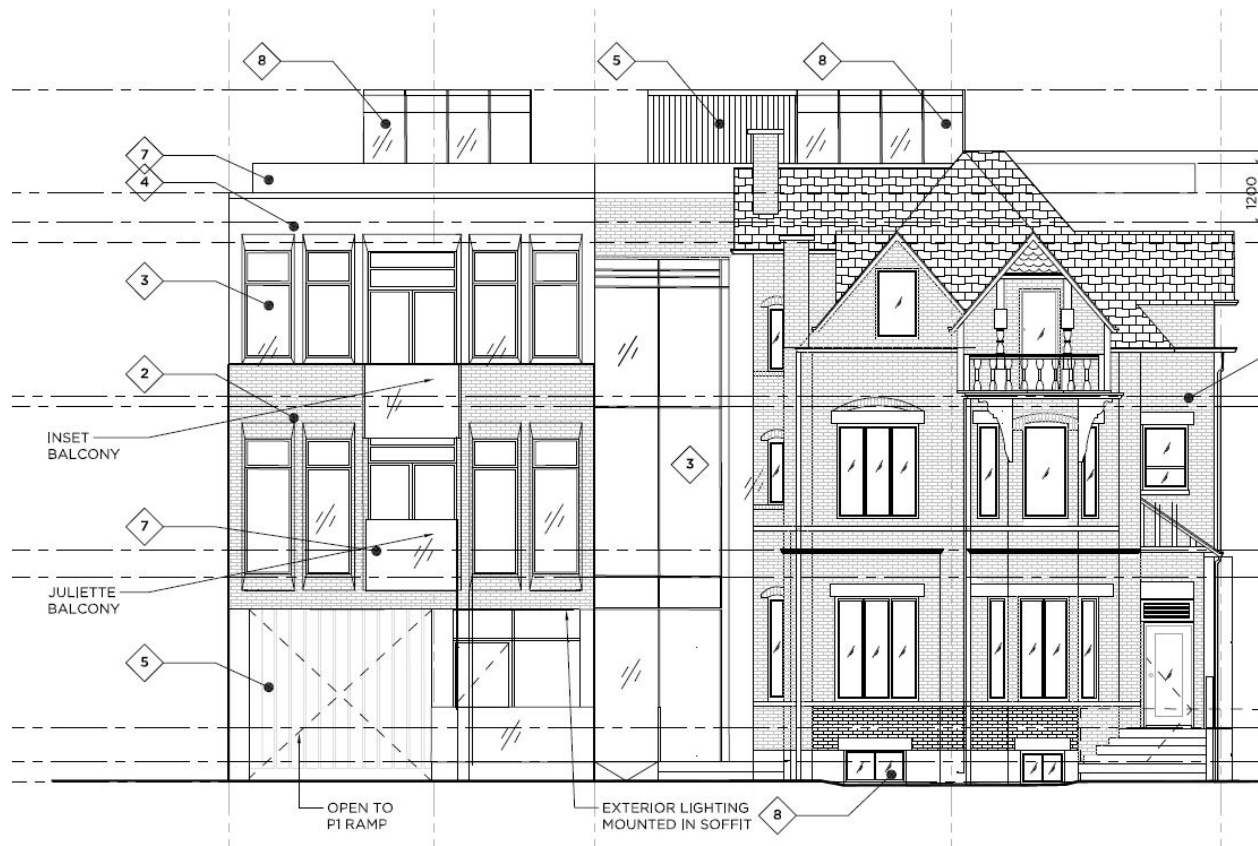 8
5
8
7
4
1200
3
2
INSET
BALCONY
3
7
JULIETTE
BALCONY
5
OPEN TO
P1 RAMP
EXTERIOR LIGHTING
MOUNTED IN SOFFIT
8